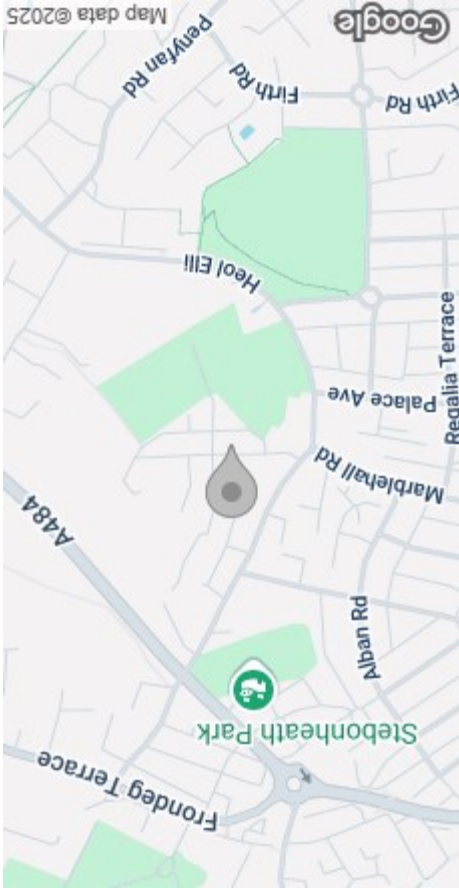 Frondeg Terrace
Stebonheath Park
Alban Rd
A484
Marblehall Rd
Palace Ave
Regalia Terrace
Heol Elli
Firth Rd
Firth Rd
Penyfan Rd
Google
Map data ©2025